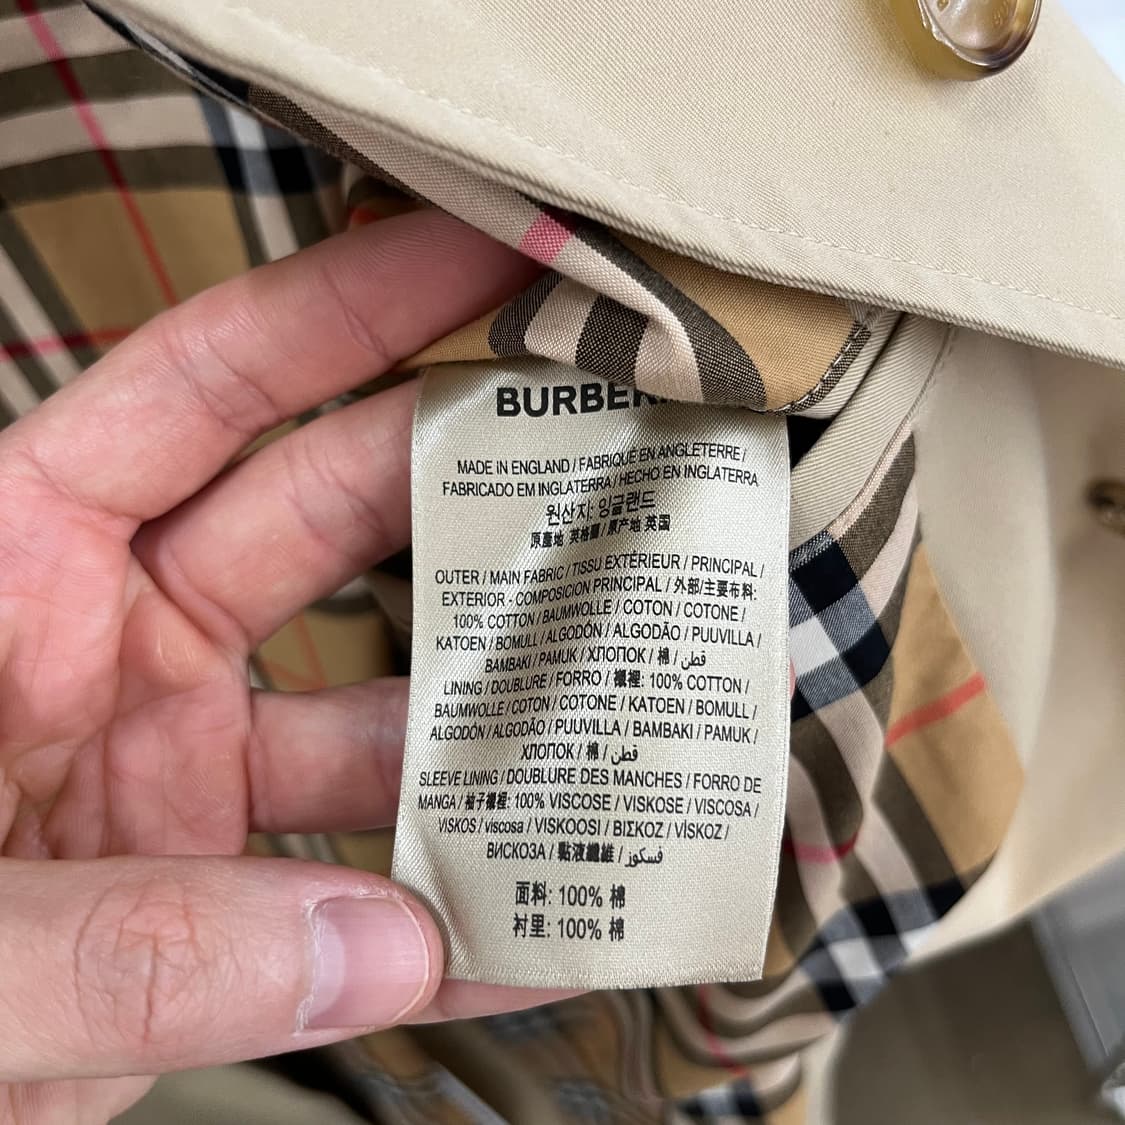 MADE IN ENGLAND / FABRIQUÉ EN ANGLETERRE /
FABRICADO EM INGLATERRA / HECHO EN INGLATERRA
원산지: 잉글랜드
原產地 英格蘭 / 原产地 英国
OUTER / MAIN FABRIC / TISSU EXTÉRIEUR / PRINCIPAL /
EXTERIOR - COMPOSICION PRINCIPAL / 外部/主要布料:
100% COTTON / BAUMWOLLE / COTON / COTONE /
KATOEN / BOMULL / ALGODÓN / ALGODÃO / PUUVILLA /
BAMBAKI / PAMUK / ХЛОПОК / 棉 / قطن
LINING / DOUBLURE / FORRO / 襯裡: 100% COTTON /
BAUMWOLLE / COTON / COTONE / KATOEN / BOMULL /
ALGODÓN / ALGODÃO / PUUVILLA / BAMBAKI / PAMUK /
ХЛОПОК / 棉 / قطن
SLEEVE LINING / DOUBLURE DES MANCHES / FORRO DE
MANGA / 袖子襯裡: 100% VISCOSE / VISKOSE / VISCOSA /
VISKOS / viscosa / VISKOOSI / ΒΙΣΚΟΖ / VİSKOZ /
ВИСКОЗА / 黏液纖維 / فسكوز
面料: 100% 棉
衬里: 100% 棉